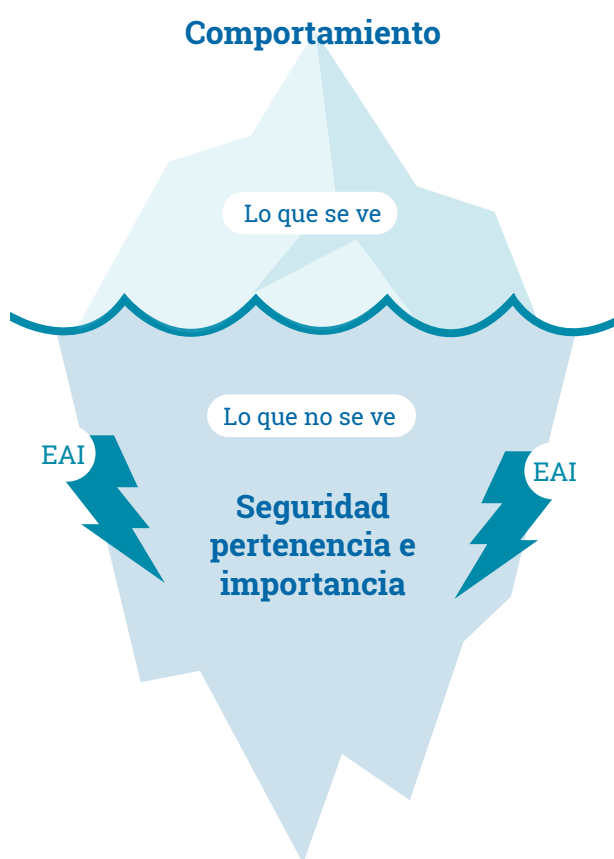 Comportamiento
Lo que se ve
Lo que no se ve
EAI
EAI
Seguridad
pertenencia e
importancia